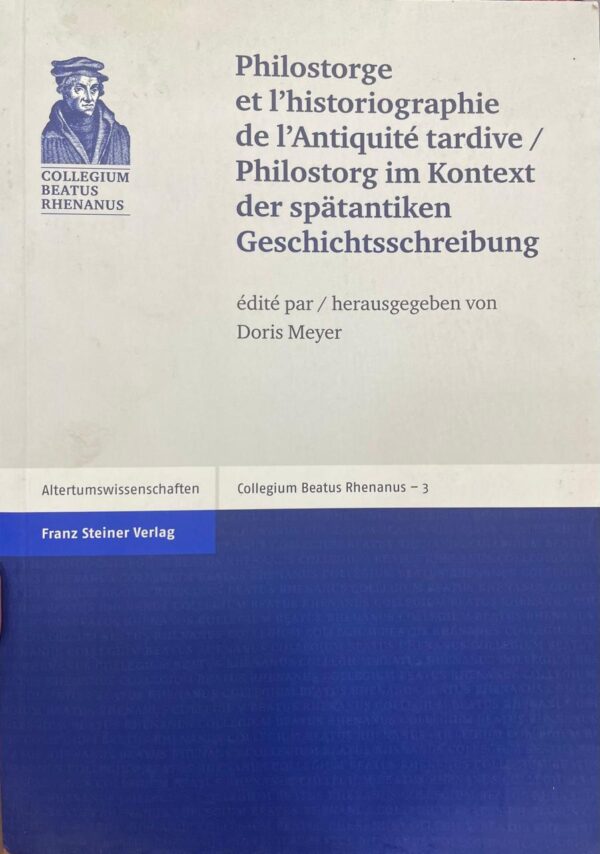 COLLEGIUM
BEATUS
RHENANUS
Philostorge
et l'historiographie
de l'Antiquité tardive /
Philostorg im Kontext
der spätantiken
Geschichtsschreibung
édité par / herausgegeben von
Doris Meyer
Altertumswissenschaften
Collegium Beatus Rhenanus – 3
Franz Steiner Verlag